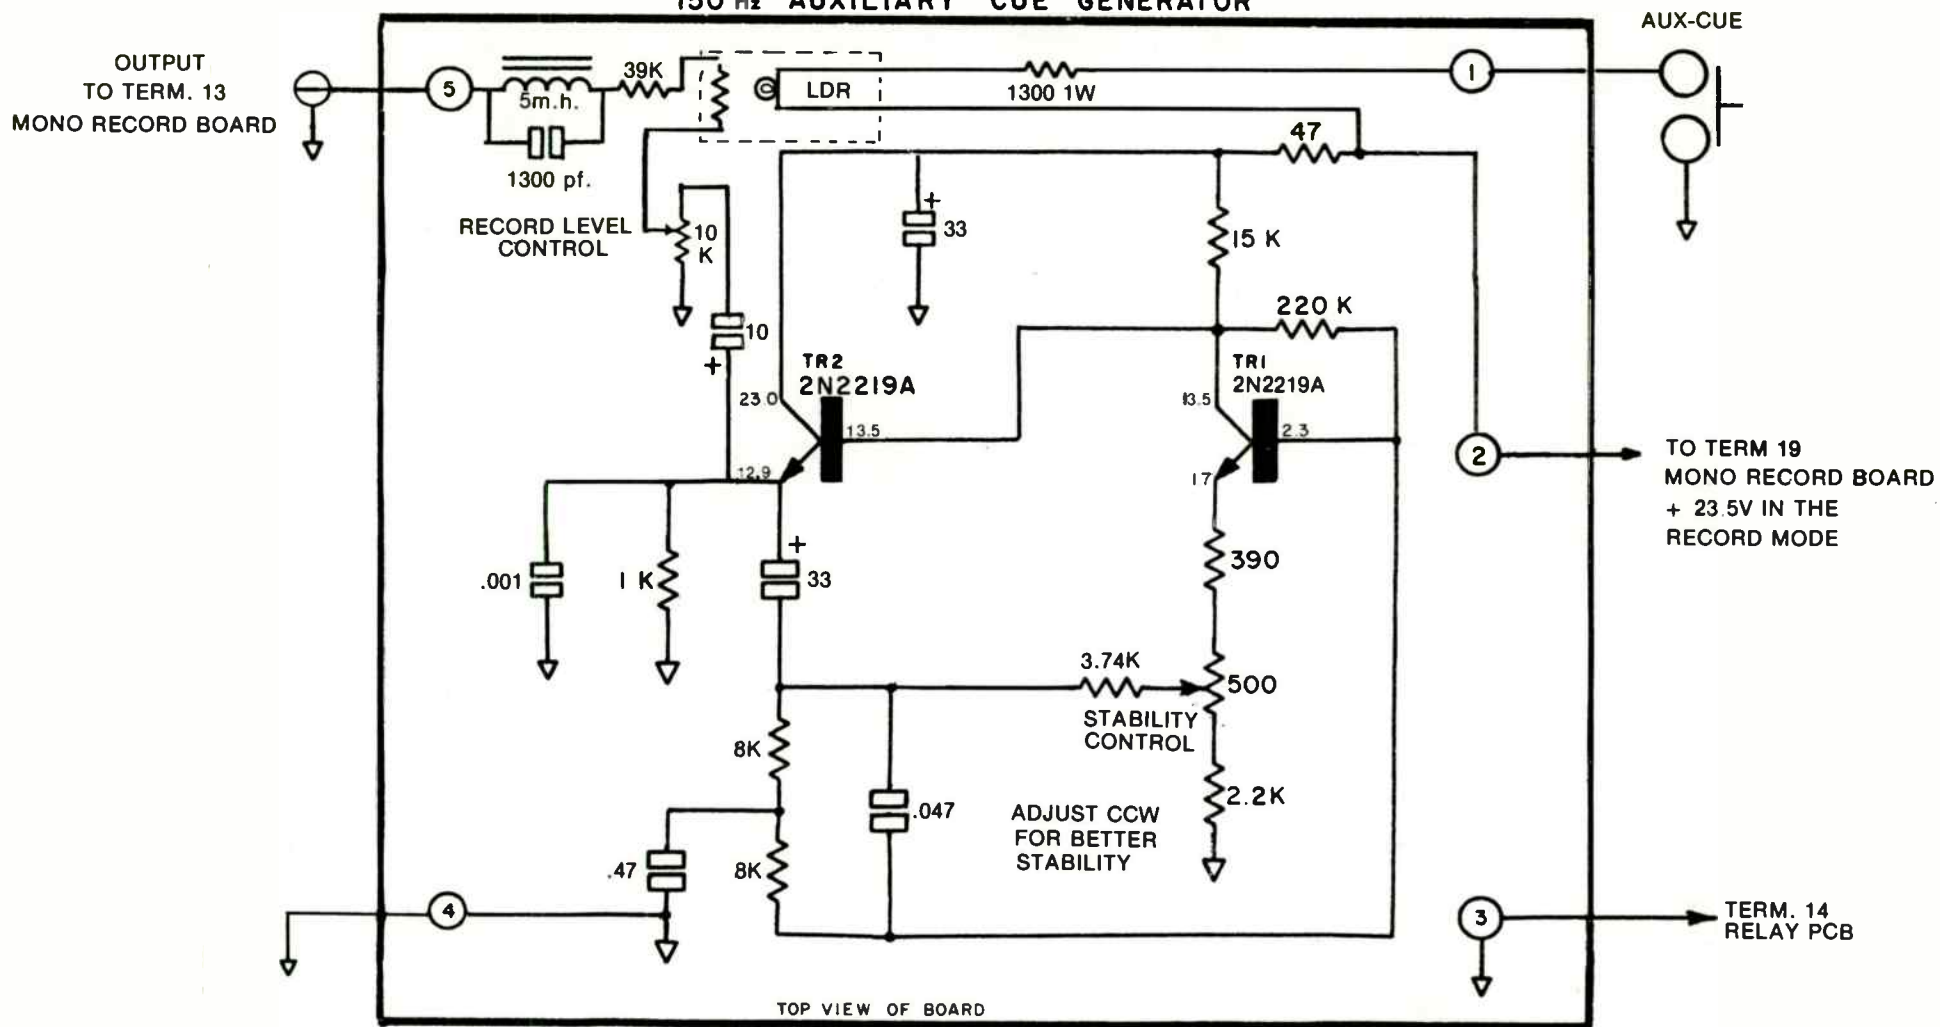 150 Hz AUXILIARY CUE GENERATOR
AUX-CUE
OUTPUT
TO TERM. 13
MONO RECORD BOARD
5
5m.h.
1300 pf.
39K
LDR
1300 1W
1
47
RECORD LEVEL
CONTROL
10
K
+
33
15 K
220 K
10
+
TR2
2N2219A
23.0
13.5
12.9
TR1
2N2219A
13.5
2.3
1.7
2
TO TERM 19
MONO RECORD BOARD
+ 23.5V IN THE
RECORD MODE
.001
1 K
+
33
390
3.74K
500
STABILITY
CONTROL
8K
.047
2.2K
ADJUST CCW
FOR BETTER
STABILITY
.47
8K
4
3
TERM. 14
RELAY PCB
TOP VIEW OF BOARD